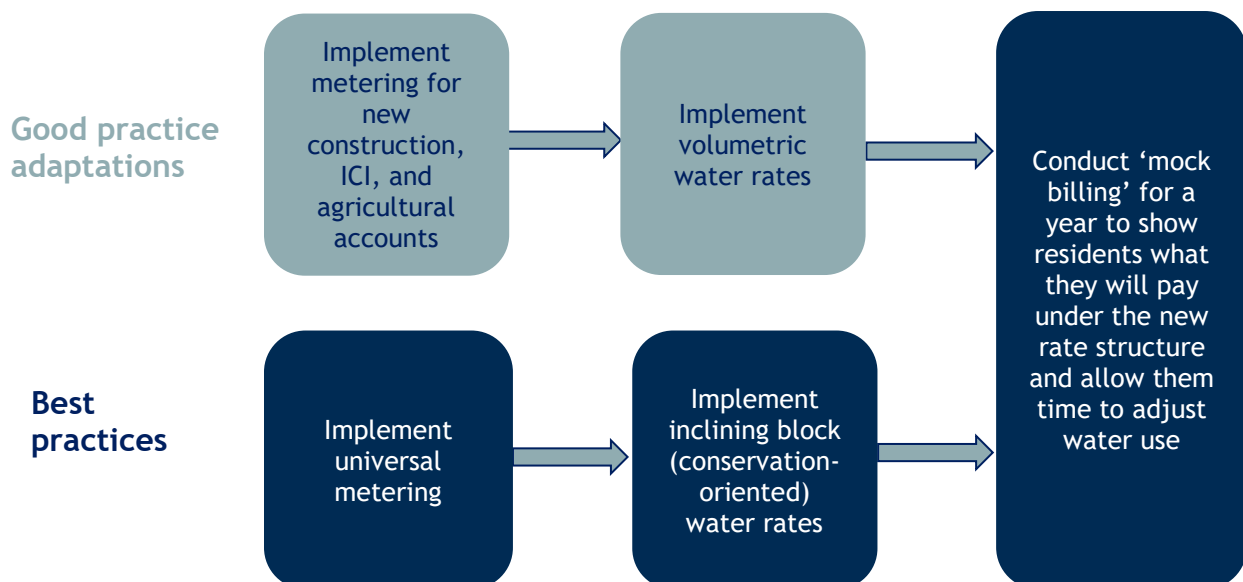 Good practice
adaptations
Implement
metering for
new
construction,
ICI, and
agricultural
accounts
Implement
volumetric
water rates
Conduct ‘mock
billing’ for a
year to show
residents what
they will pay
under the new
rate structure
and allow them
time to adjust
water use
Best
practices
Implement
universal
metering
Implement
inclining block
(conservation-
oriented)
water rates